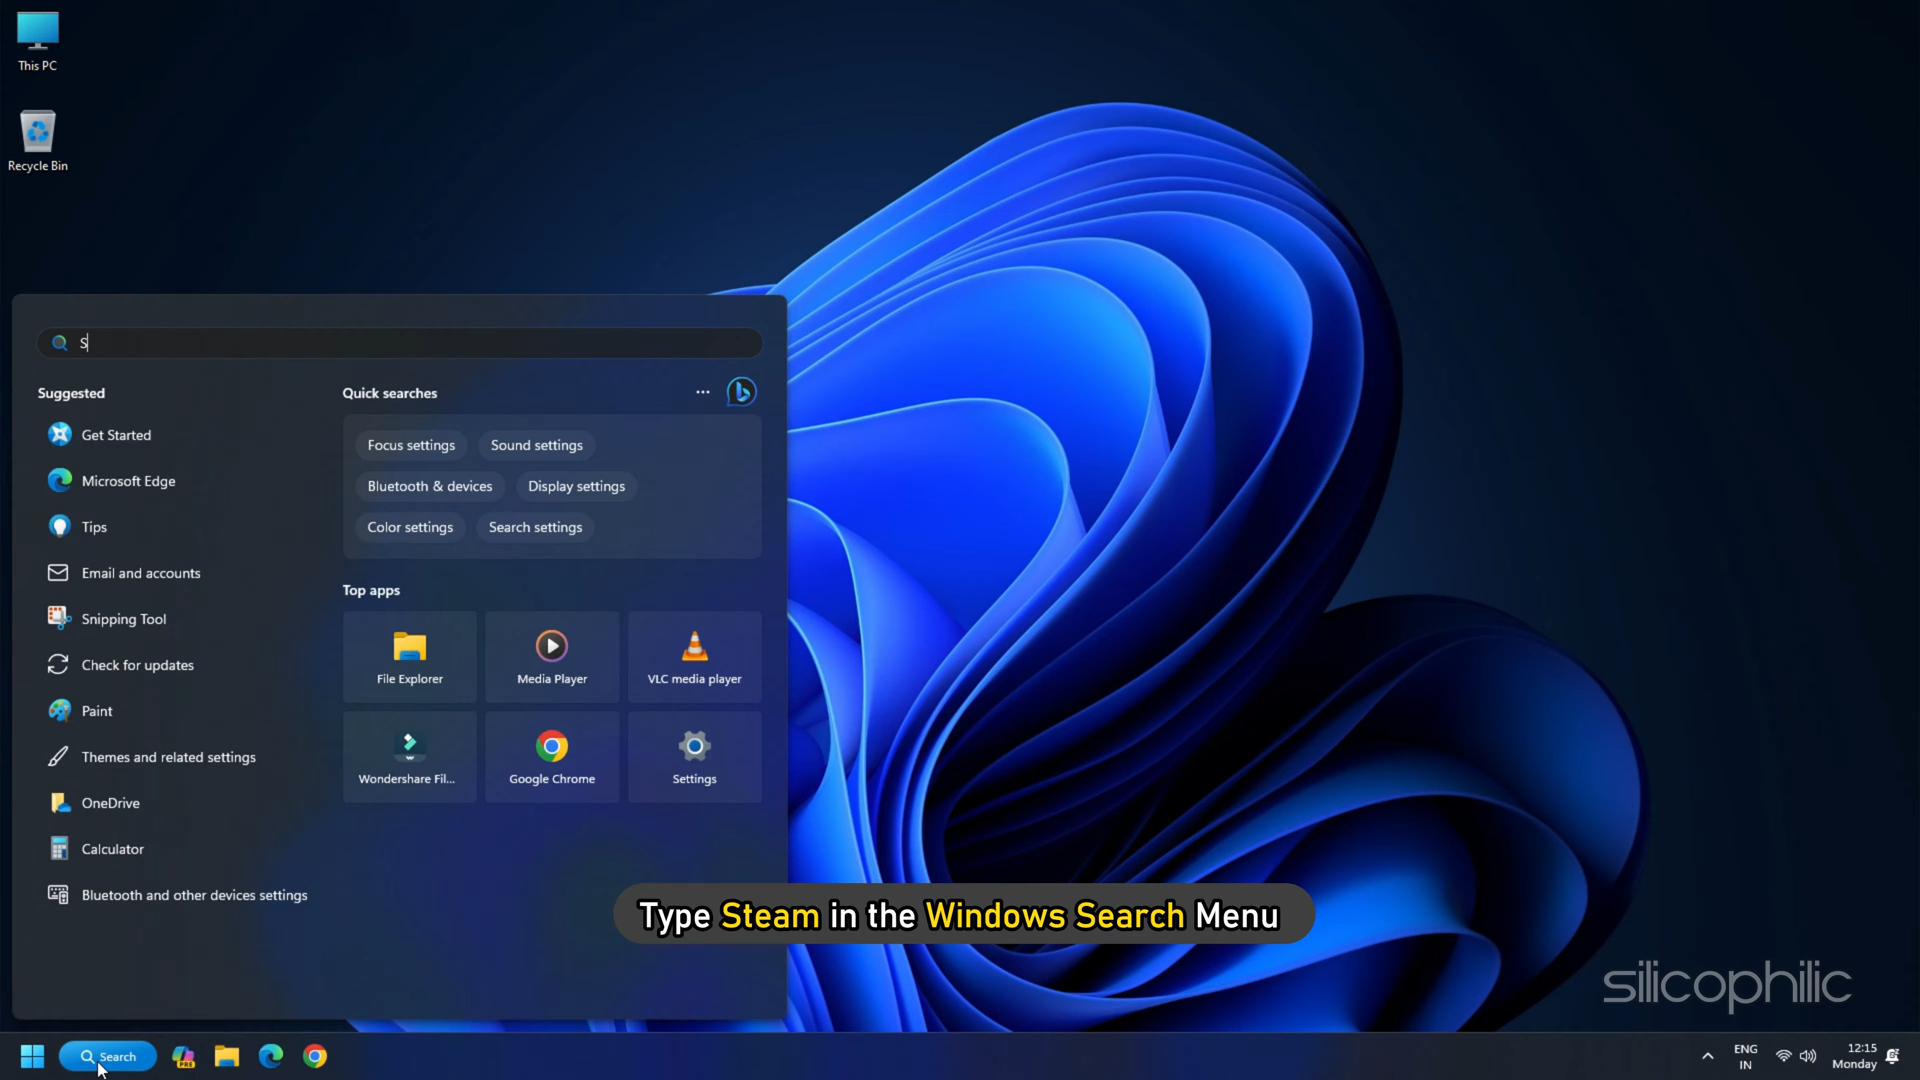 This PC
Recycle Bin
S
Suggested
Get Started
Microsoft Edge
Tips
Email and accounts
Snipping Tool
Check for updates
Paint
Themes and related settings
OneDrive
Calculator
Bluetooth and other devices settings
Quick searches
Focus settings
Sound settings
Bluetooth & devices
Display settings
Color settings
Search settings
Top apps
File Explorer
Media Player
VLC media player
Wondershare Fil...
Google Chrome
Settings
Type Steam in the Windows Search Menu
silicophilic
Search
PRE
ENG
IN
12:15
Monday